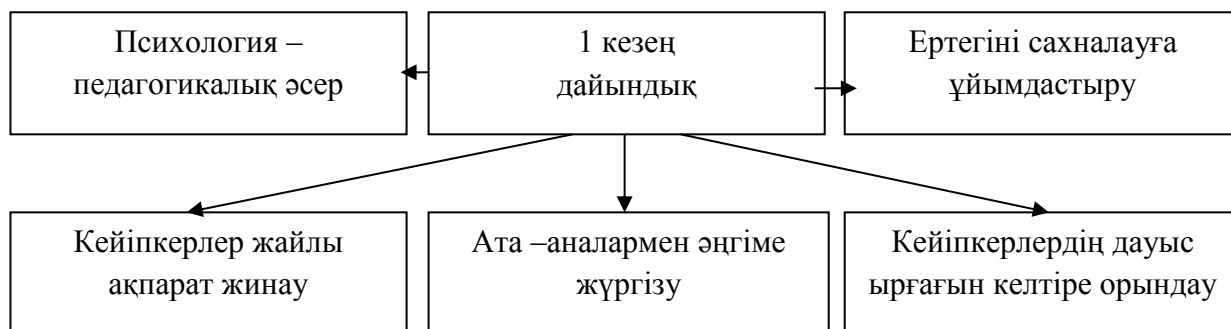 Психология –
педагогикалық әсер
1 кезең
дайындық
Ертегіні сахналауға
ұйымдастыру
Кейіпкерлер жайлы
ақпарат жинау
Ата –аналармен әңгіме
жүргізу
Кейіпкерлердің дауыс
ырғағын келтіре орындау